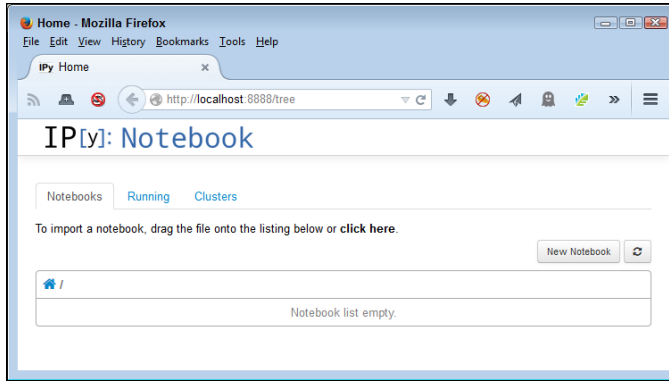 Home - Mozilla Firefox
File Edit View History Bookmarks Tools Help
IPy Home
http://localhost:8888/tree
IP[y]: Notebook
Notebooks Running Clusters
To import a notebook, drag the file onto the listing below or click here.
New Notebook
/
Notebook list empty.